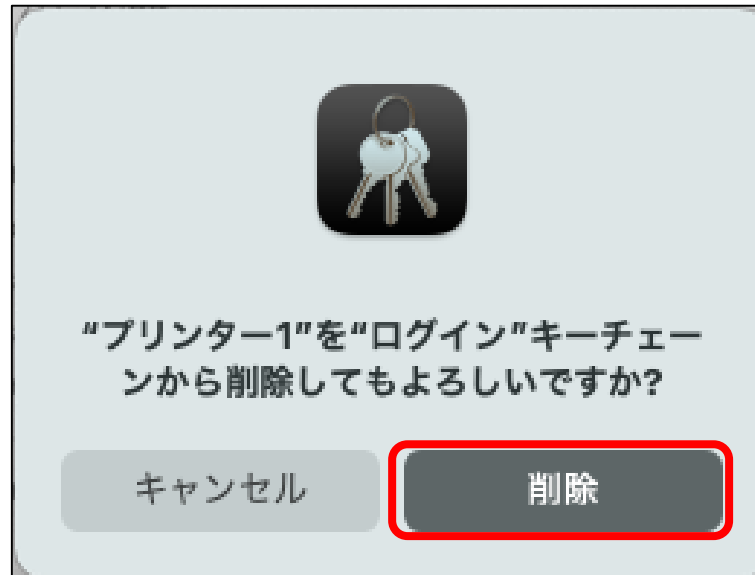 “プリンター1”を“ログイン”キーチェー
ンから削除してもよろしいですか?
キャンセル
削除